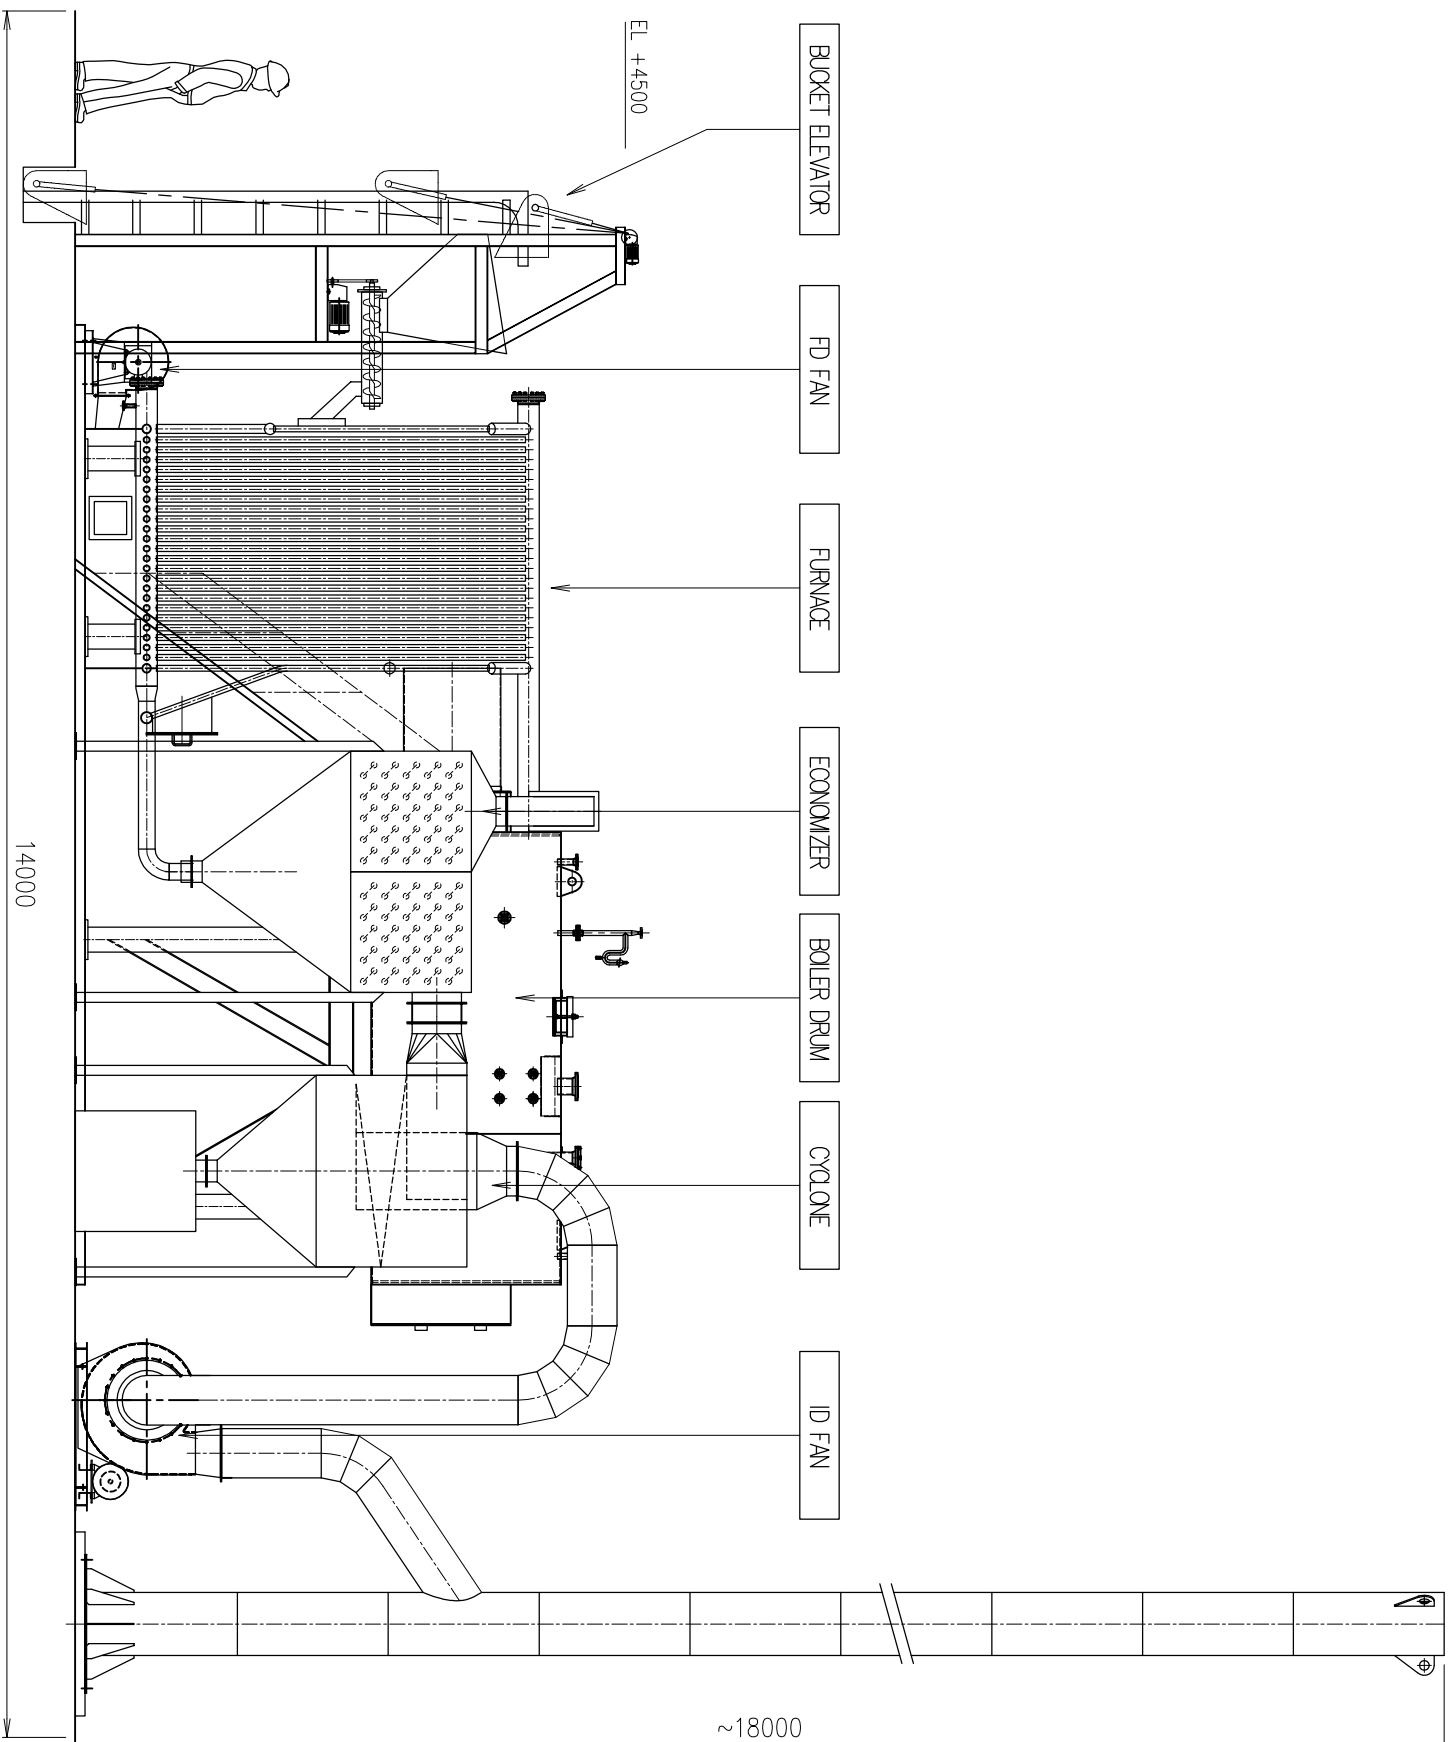 BUCKET ELEVATOR
FD FAN
FURNACE
ECONOMIZER
BOILER DRUM
CYCLONE
ID FAN
EL +4500
14000
~18000